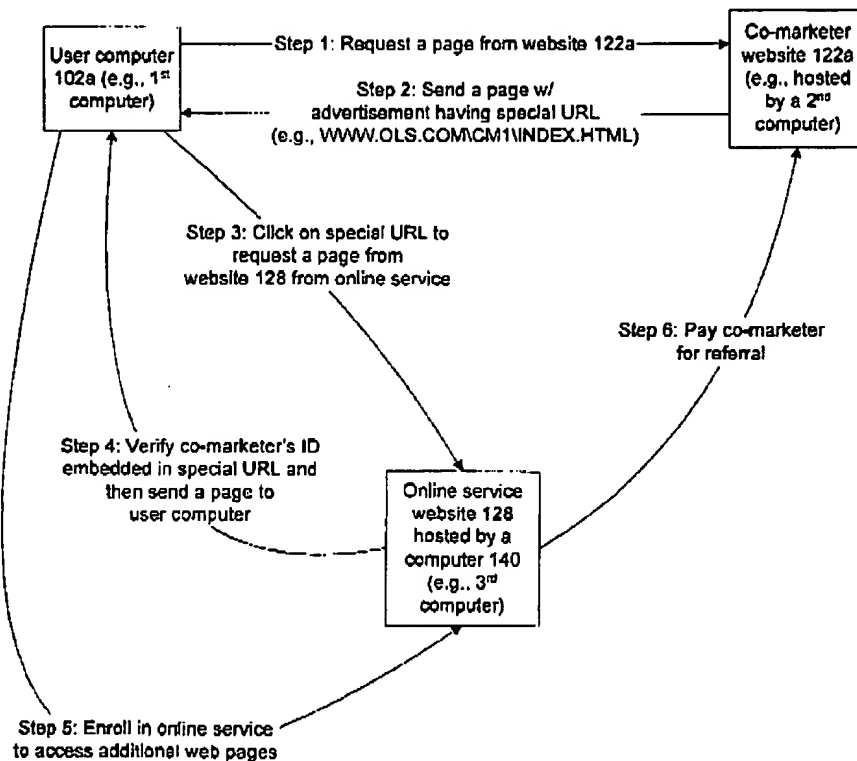 User computer
102a (e.g., 1st
computer)
Step 1: Request a page from website 122a
Co-marketer
website 122a
(e.g., hosted
by a 2nd
computer)
Step 2: Send a page w/
advertisement having special URL
(e.g., WWW.OLS.COM\CM1\INDEX.HTML)
Step 3: Click on special URL to
request a page from
website 128 from online service
Step 6: Pay co-marketer
for referral
Step 4: Verify co-marketer's ID
embedded in special URL and
then send a page to
user computer
Online service
website 128
hosted by a
computer 140
(e.g., 3rd
computer)
Step 5: Enroll in online service
to access additional web pages